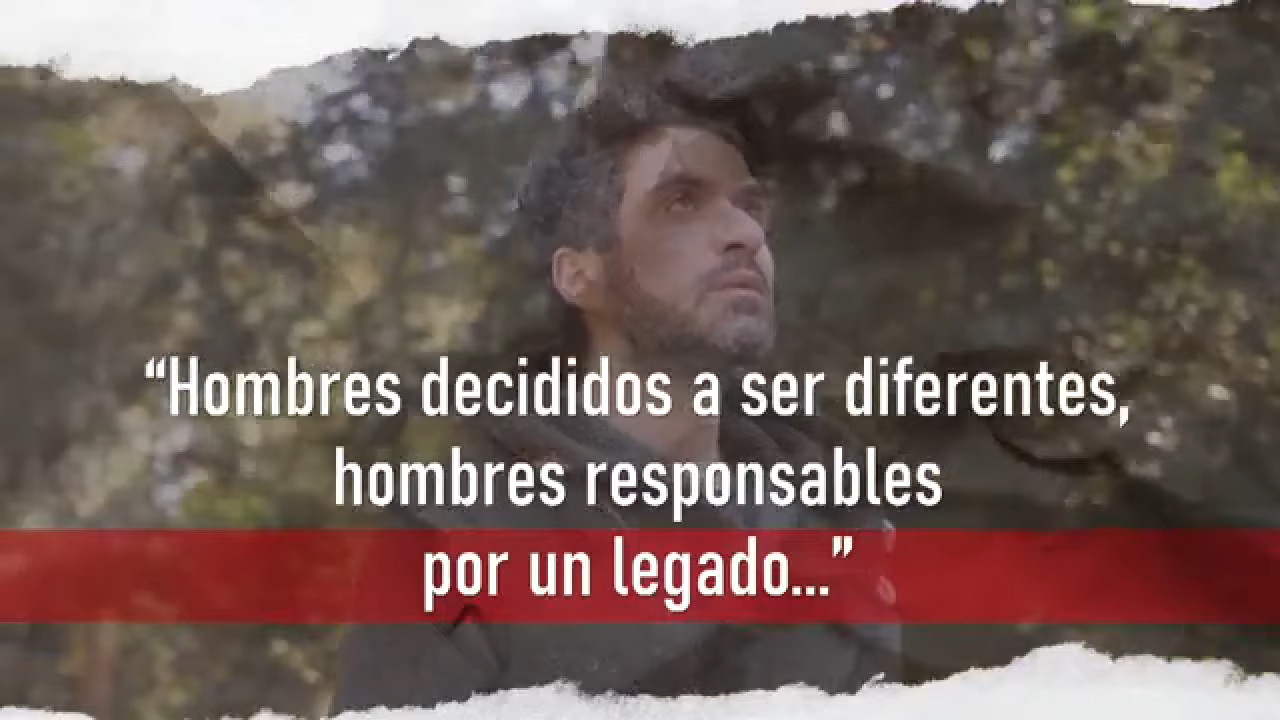 “Hombres decididos a ser diferentes,
hombres responsables
por un legado...”